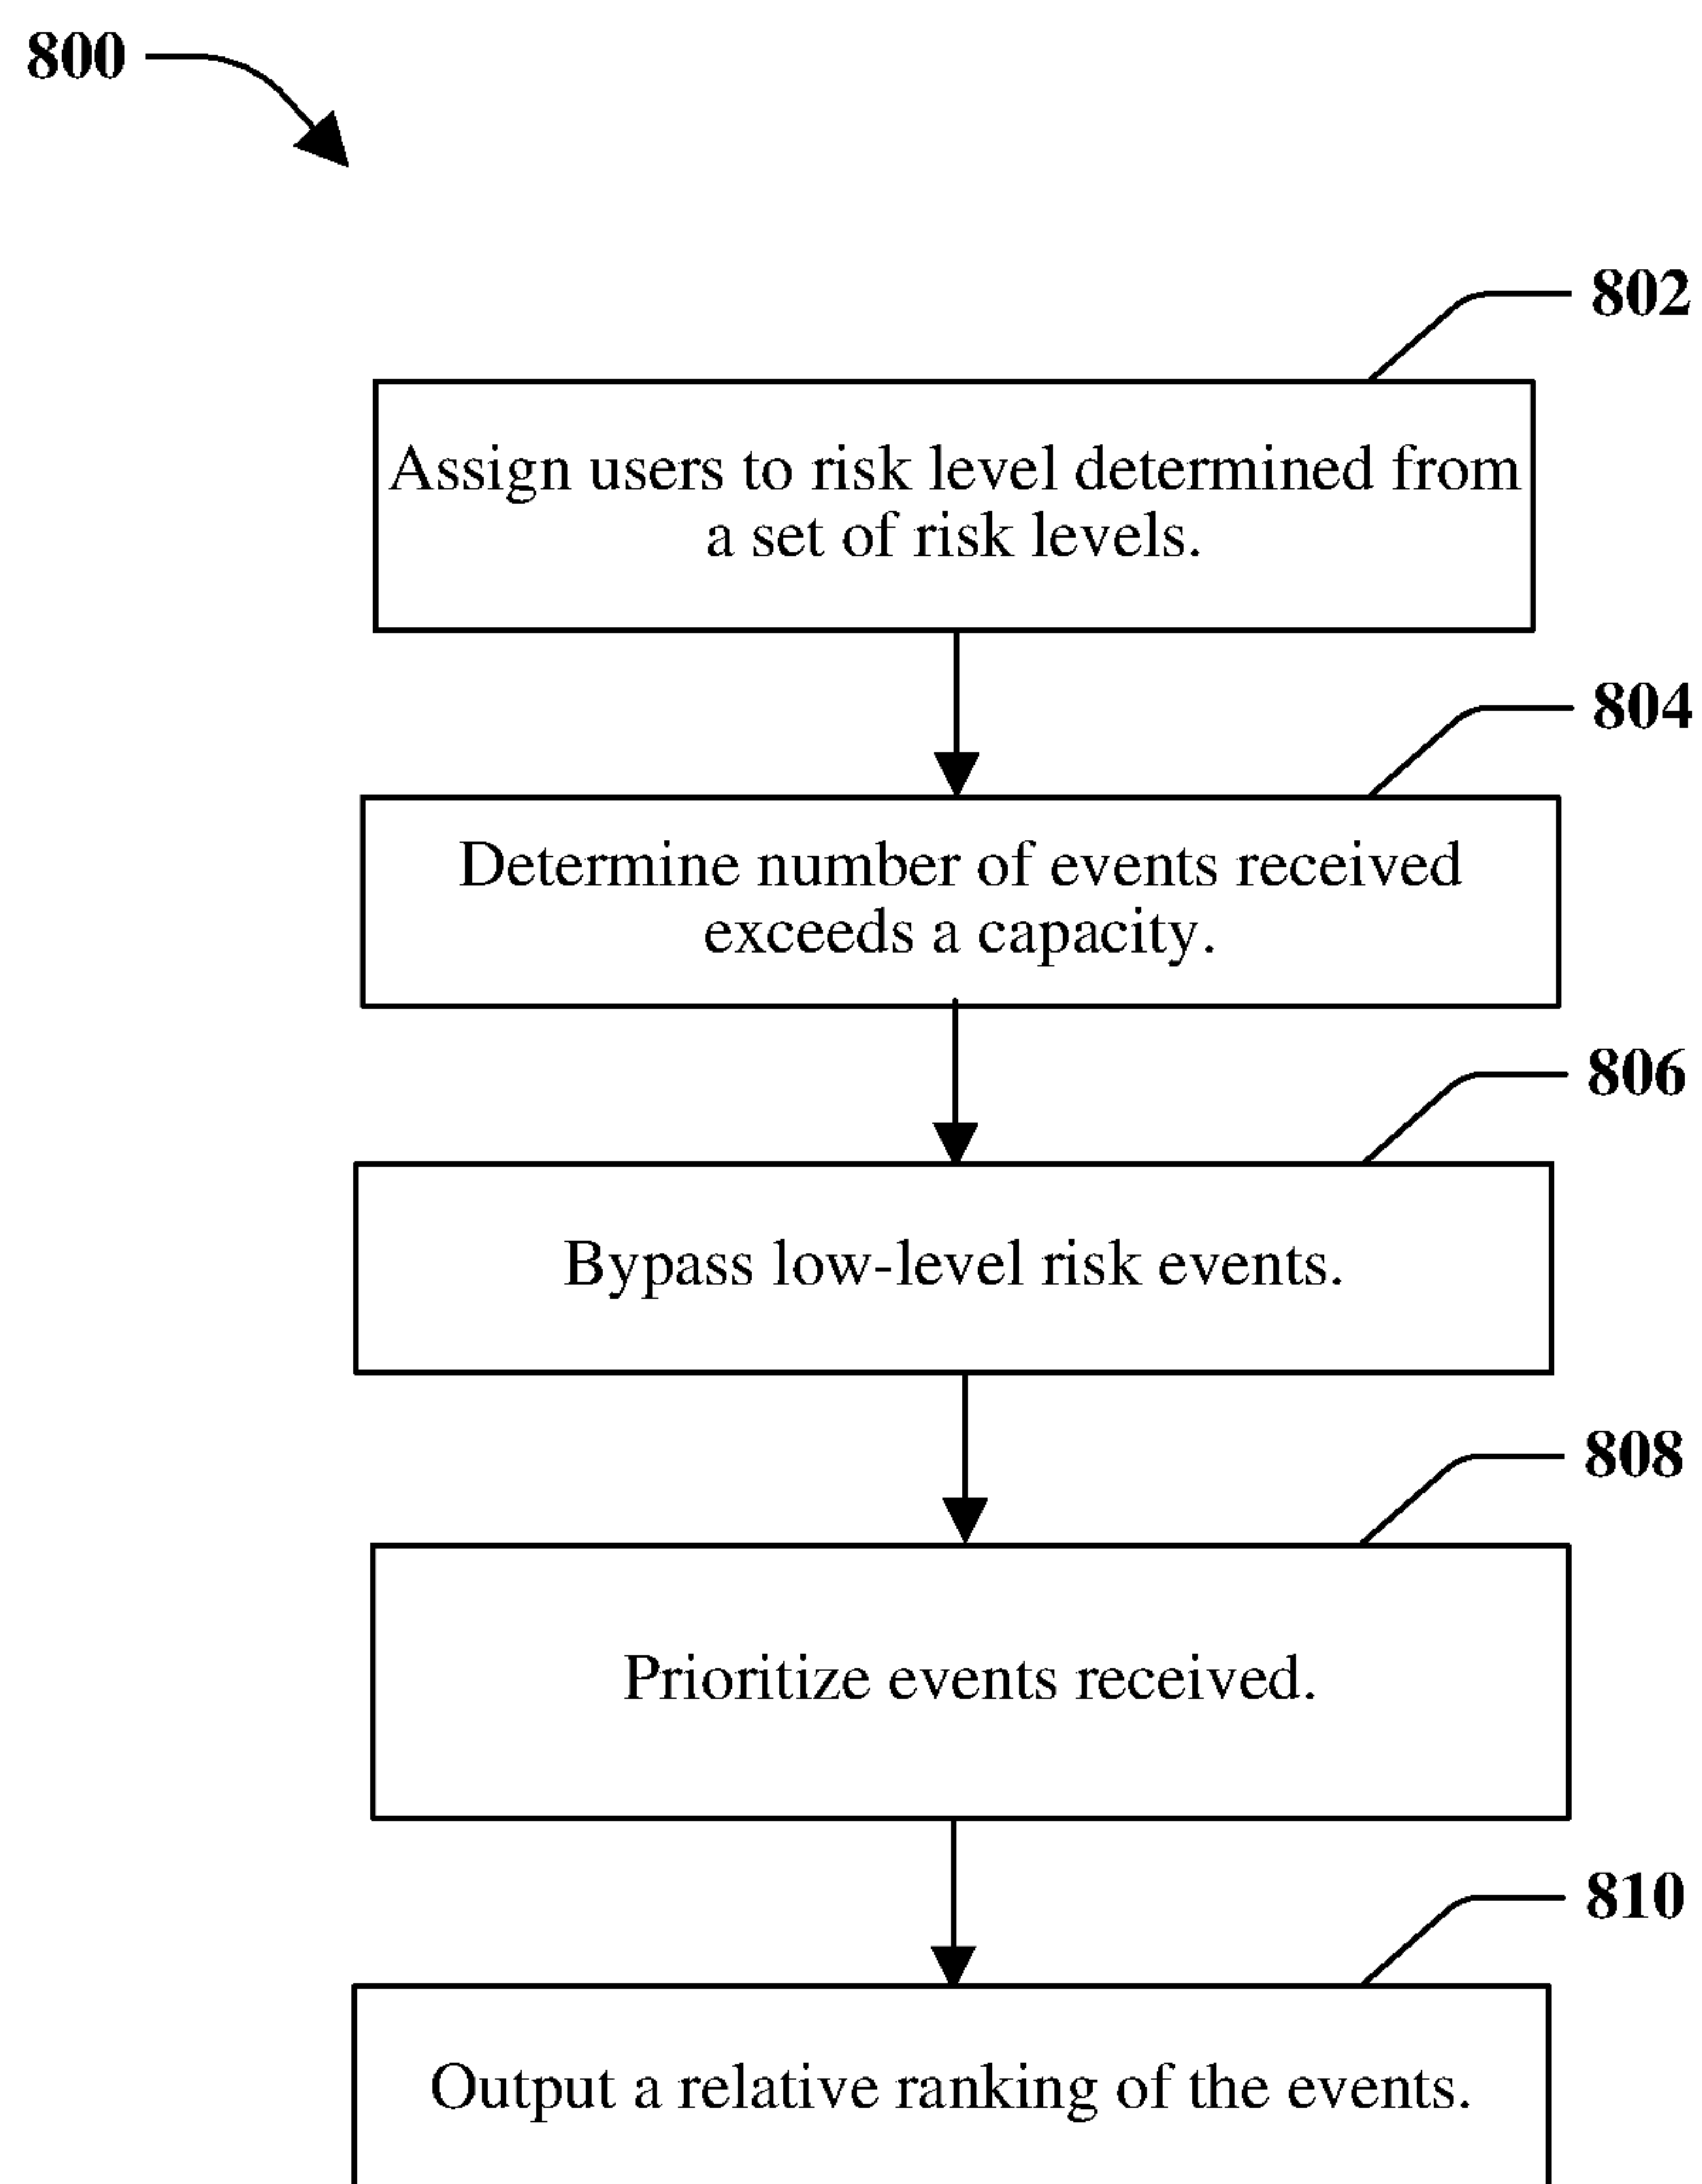 800
802
Assign users to risk level determined from
a set of risk levels.
804
Determine number of events received
exceeds a capacity.
806
Bypass low-level risk events.
808
Prioritize events received.
810
Output a relative ranking of the events.